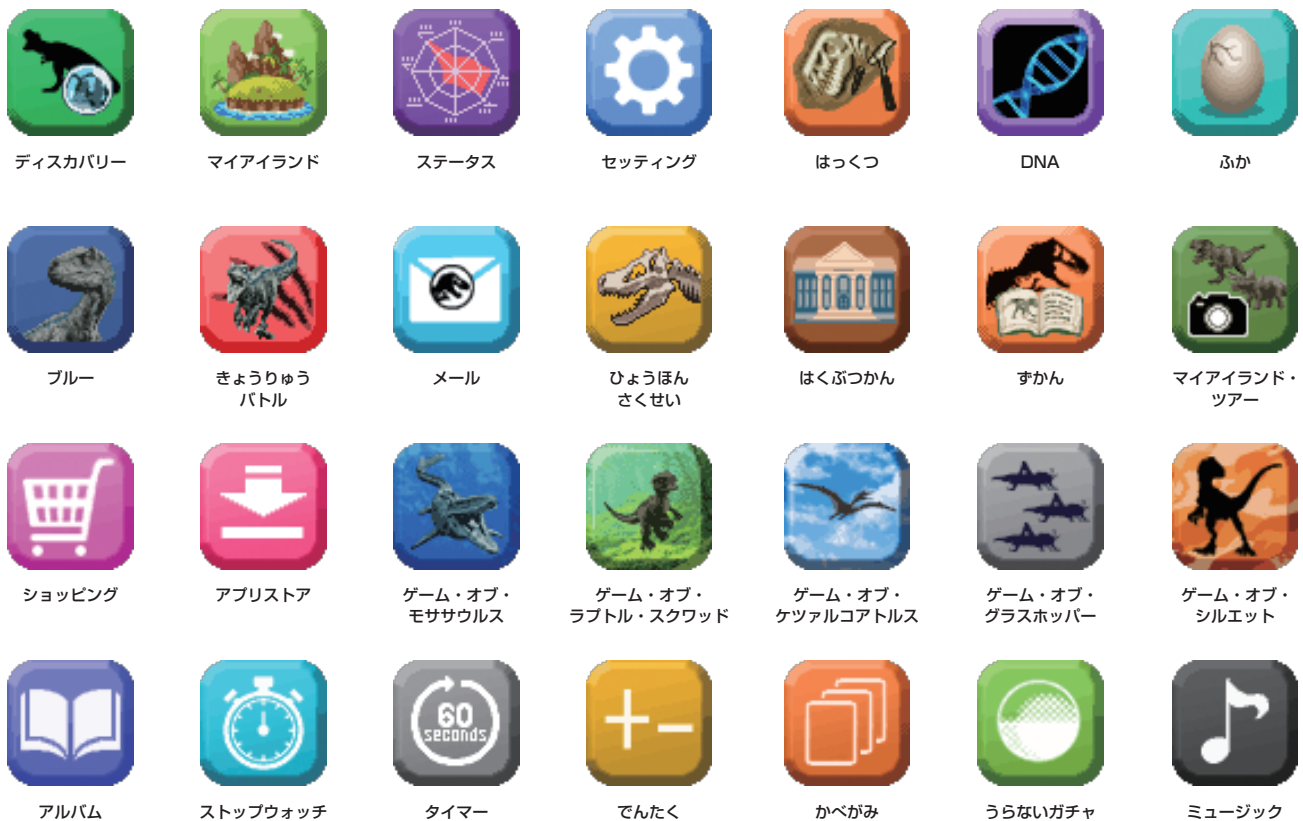 ディスカバリー
マイアイランド
ステータス
セッティング
はっくつ
DNA
ふか
ブルー
きょうりゅう
バトル
メール
ひょうほん
さくせい
はくぶつかん
ずかん
マイアイランド・
ツアー
ショッピング
アプリストア
ゲーム・オブ・
モササウルス
ゲーム・オブ・
ラプトル・スクワッド
ゲーム・オブ・
ケツァルコアトルス
ゲーム・オブ・
グラスホッパー
ゲーム・オブ・
シルエット
60
seconds
アルバム
ストップウォッチ
タイマー
でんたく
かべがみ
うらないガチャ
ミュージック